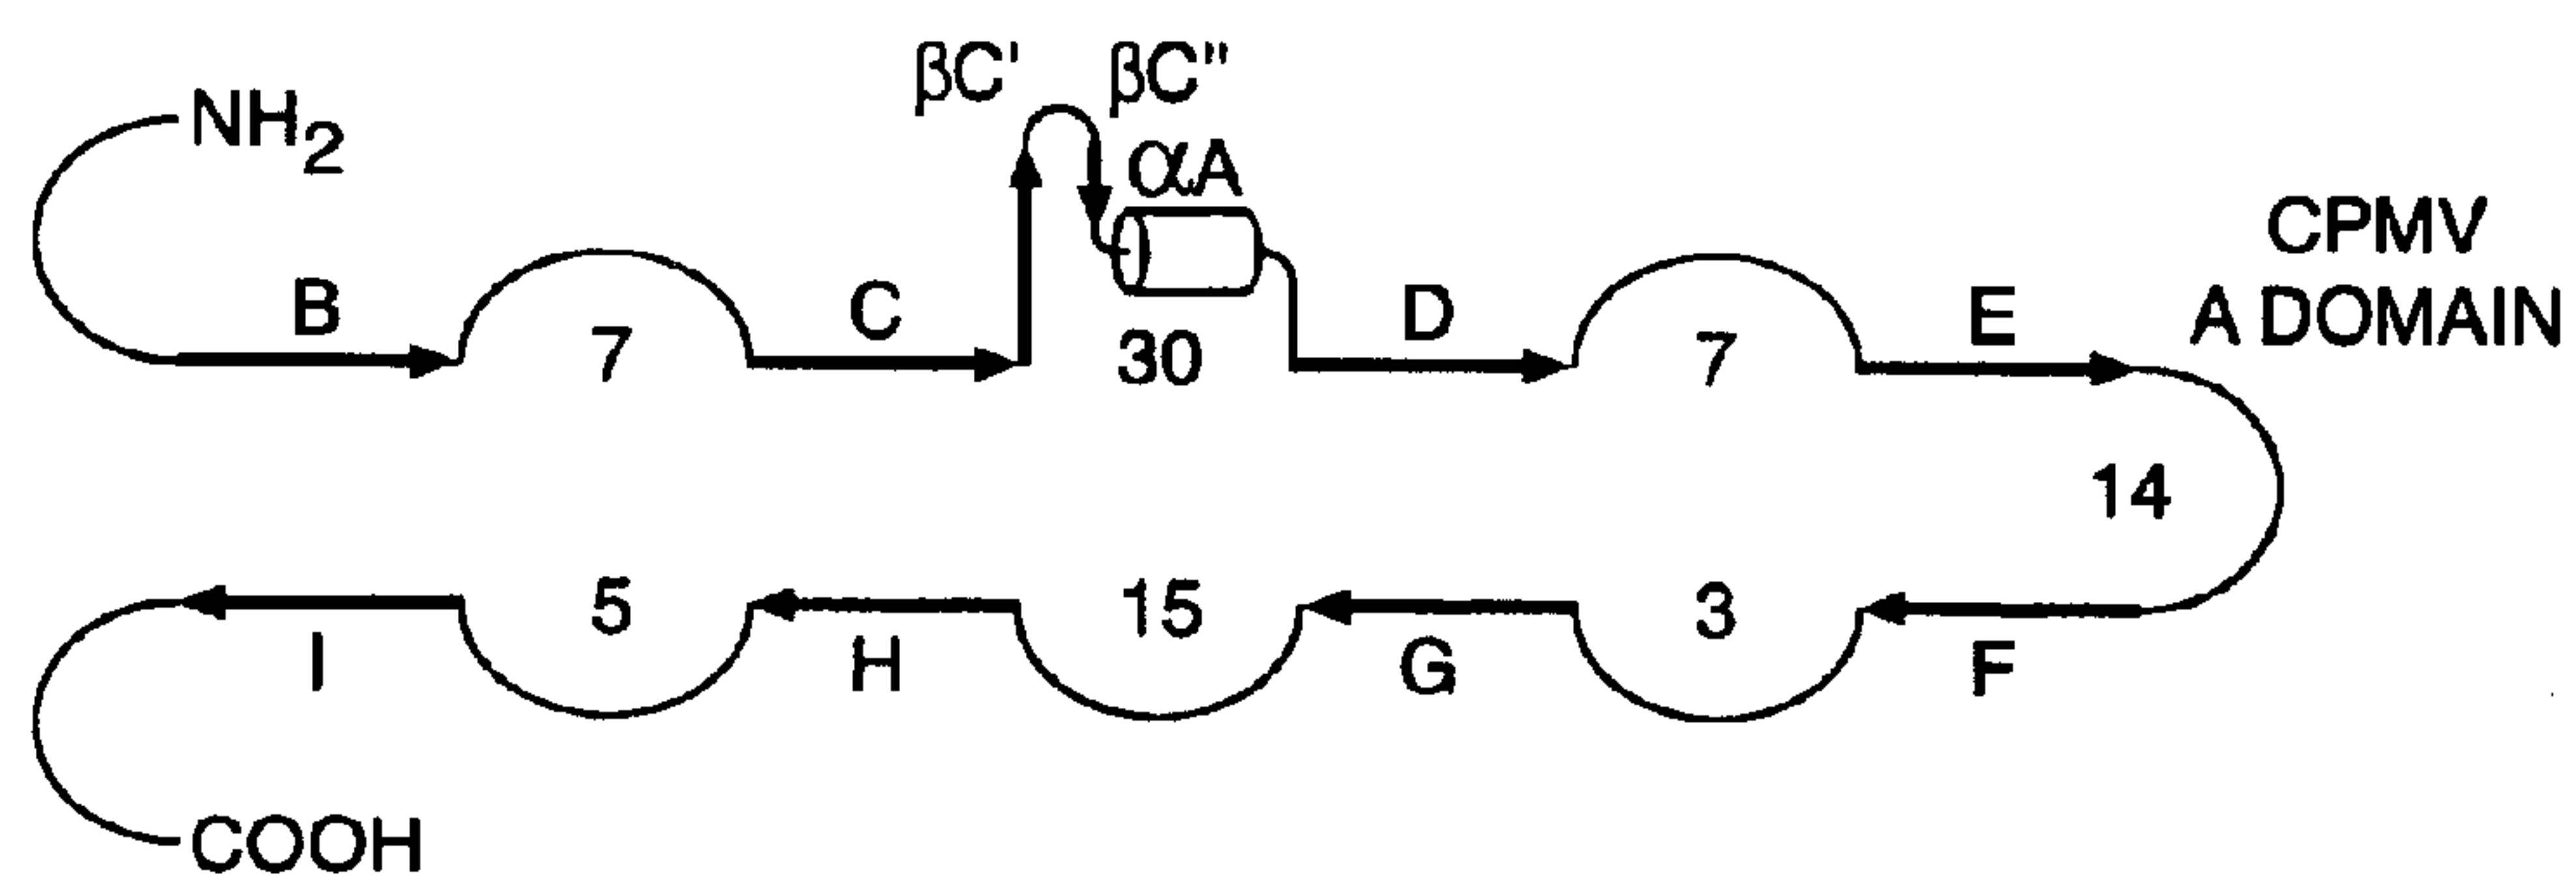 βC' βC"
NH2
αA
CPMV
A DOMAIN
B 7 C 30 D 7 E
14
I 5 H 15 G 3 F
COOH